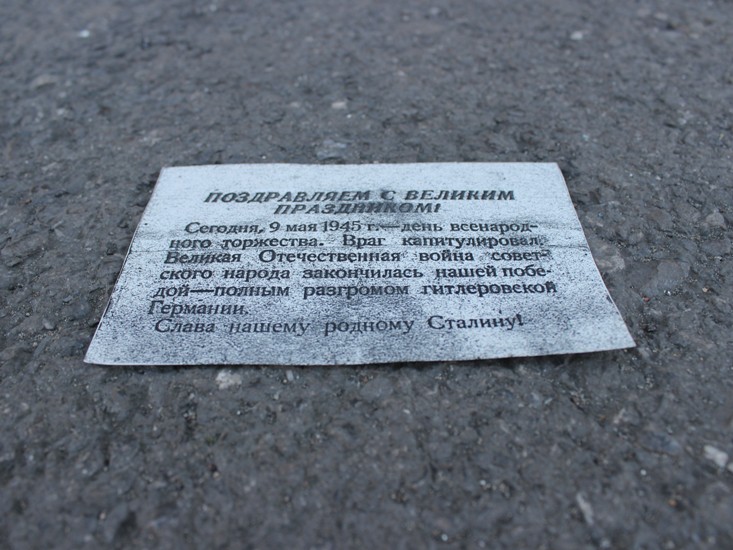 ПОЗДРАВЛЯЕМ С ВЕЛИКИМ
ПРАЗДНИКОМ!
Сегодня, 9 мая 1945 г.—день всенарод-
ного торжества. Враг капитулировал.
Великая Отечественная война совет-
ского народа закончилась нашей побе-
дой—полным разгромом гитлеровской
Германии.
Слава нашему родному Сталину!